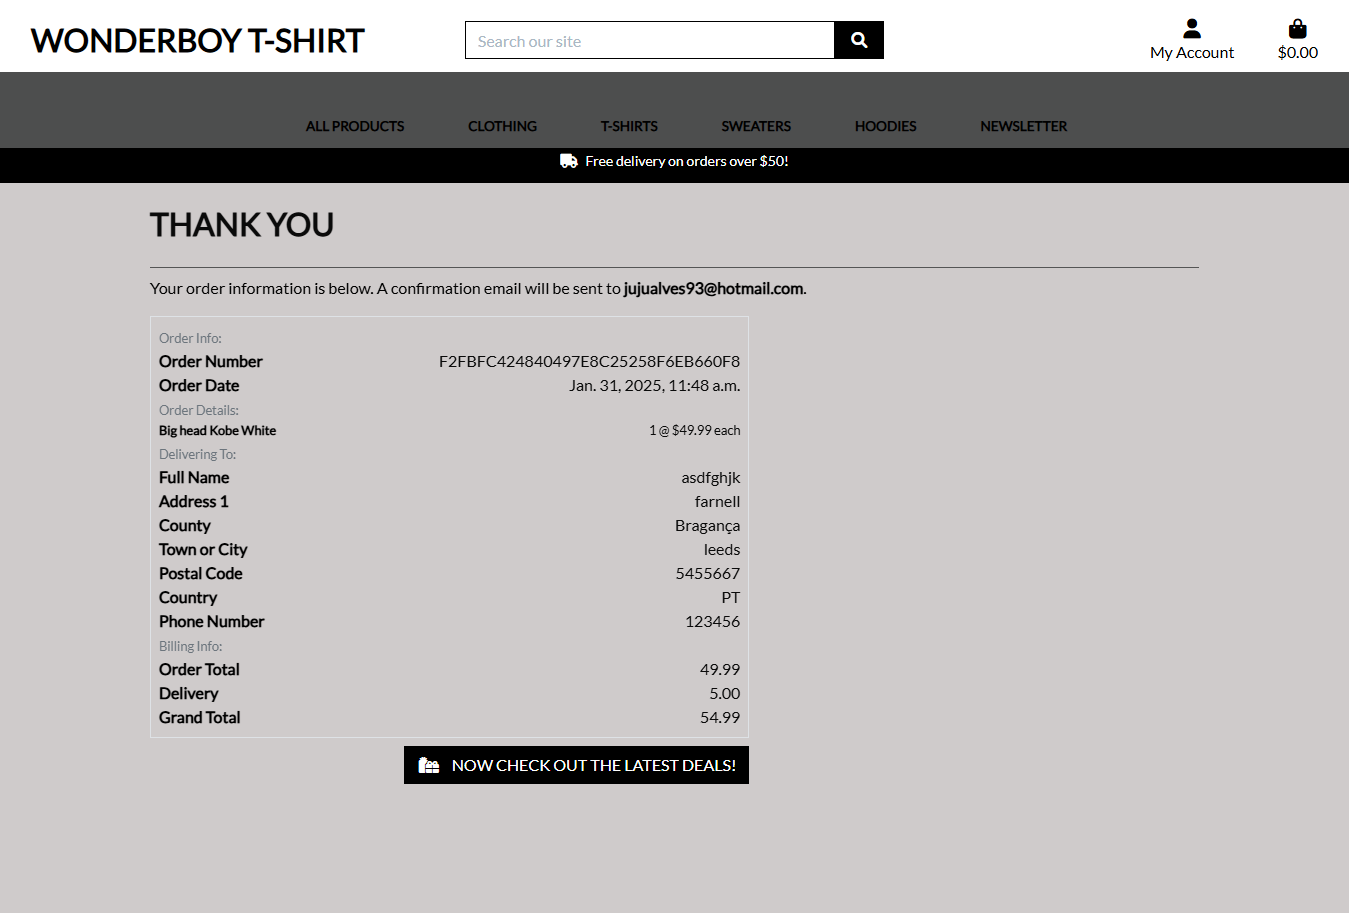 WONDERBOY T-SHIRT
Search our site
My Account
$0.00
ALL PRODUCTS CLOTHING T-SHIRTS SWEATERS HOODIES NEWSLETTER
Free delivery on orders over $50!
THANK YOU
Your order information is below. A confirmation email will be sent to jujualves93@hotmail.com.
Order Info:
Order Number F2FBFC424840497E8C25258F6EB660F8
Order Date Jan. 31, 2025, 11:48 a.m.
Order Details:
Big head Kobe White 1 @ $49.99 each
Delivering To:
Full Name asdfghjk
Address 1 farnell
County Bragança
Town or City leeds
Postal Code 5455667
Country PT
Phone Number 123456
Billing Info:
Order Total 49.99
Delivery 5.00
Grand Total 54.99
NOW CHECK OUT THE LATEST DEALS!